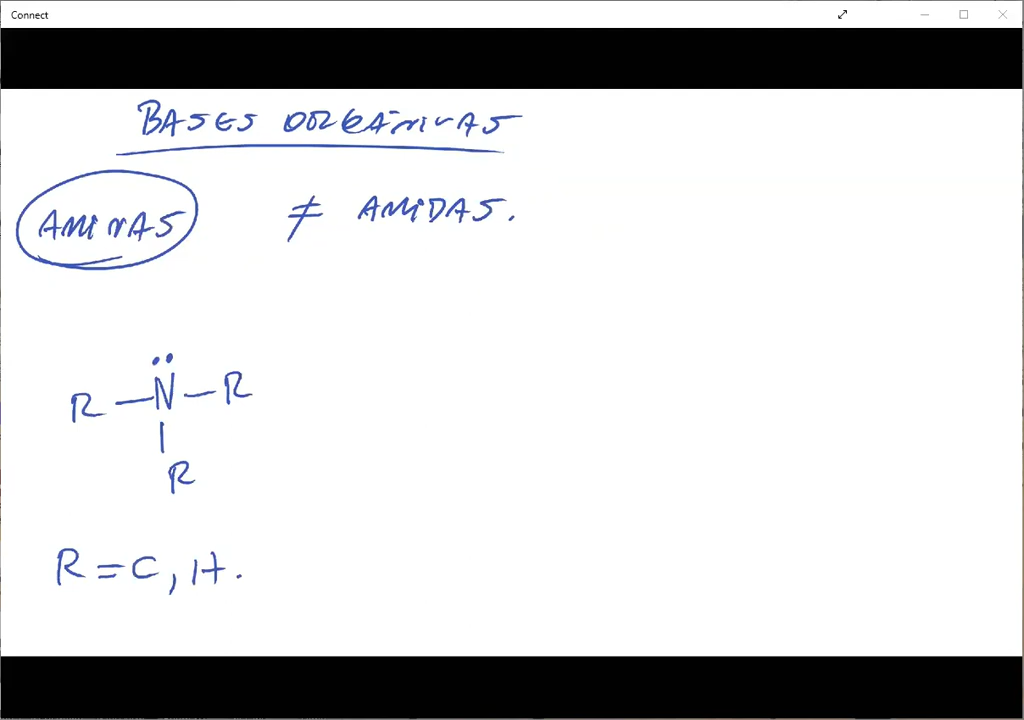 Connect
BASES ORGÂNICAS
AMINAS ≠ AMIDAS.
R — N̈ — R
|
R
R = C, H.